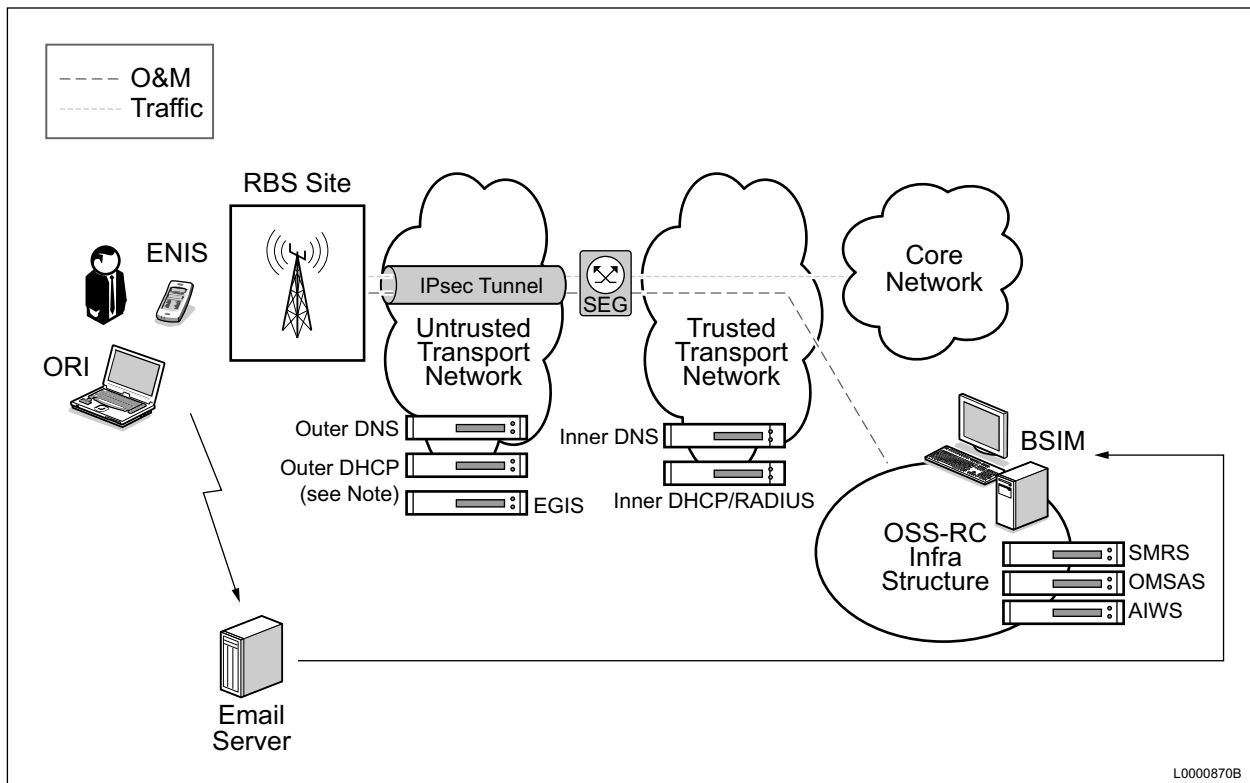 O&M
Traffic
RBS Site
ENIS
ORI
IPsec Tunnel
Untrusted
Transport
Network
SEG
Trusted
Transport
Network
Core
Network
Outer DNS
Outer DHCP
(see Note)
EGIS
Inner DNS
Inner DHCP/RADIUS
BSIM
OSS-RC
Infra
Structure
SMRS
OMSAS
AIWS
Email
Server
L0000870B